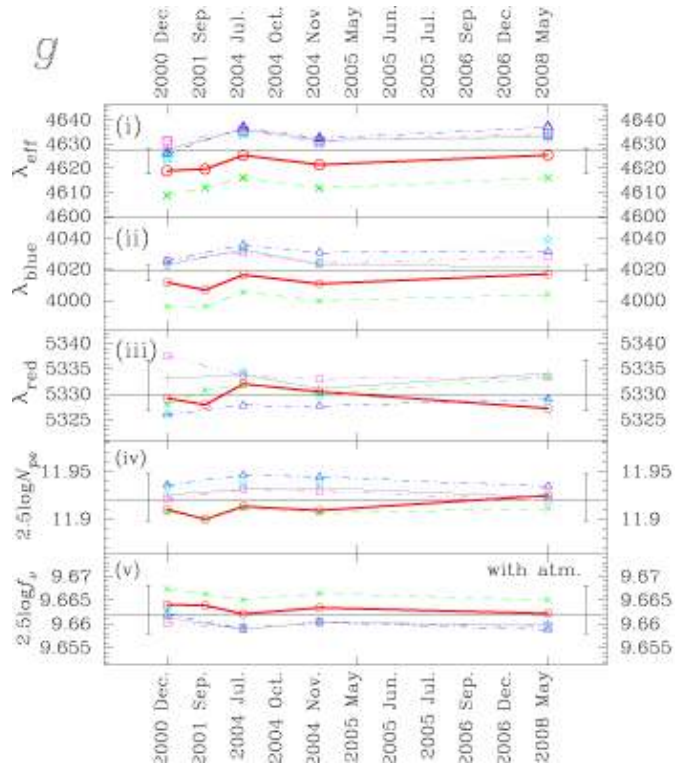 g
2000 Dec.
2001 Sep.
2004 Jul.
2004 Oct.
2004 Nov.
2005 May
2005 Jun.
2005 Jul.
2006 Sep.
2006 Dec.
2008 May
(i)
λeff
4640
4630
4620
4610
4600
4640
4630
4620
4610
4600
(ii)
λblue
4040
4020
4000
4040
4020
4000
(iii)
λred
5340
5335
5330
5325
5340
5335
5330
5325
(iv)
2.5logNpe
11.95
11.9
11.95
11.9
(v)
with atm.
2.5logfν
9.67
9.665
9.66
9.655
9.67
9.665
9.66
9.655
2000 Dec.
2001 Sep.
2004 Jul.
2004 Oct.
2004 Nov.
2005 May
2005 Jun.
2005 Jul.
2006 Sep.
2006 Dec.
2008 May